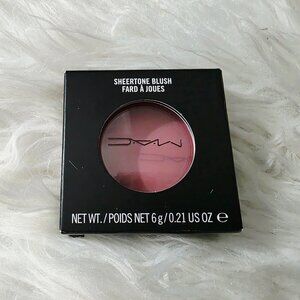 SHEERTONE BLUSH
FARD À JOUES
MAC
NET WT. / POIDS NET 6 g / 0.21 US OZ ℮